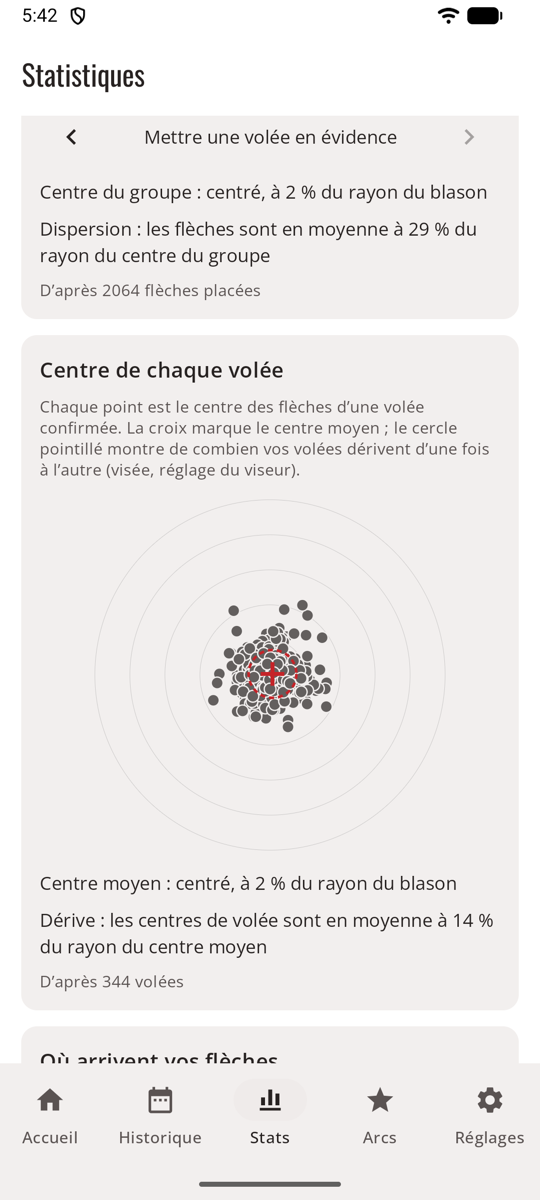 5:42
Statistiques
Mettre une volée en évidence
Centre du groupe : centré, à 2 % du rayon du blason
Dispersion : les flèches sont en moyenne à 29 % du
rayon du centre du groupe
D’après 2064 flèches placées
Centre de chaque volée
Chaque point est le centre des flèches d’une volée
confirmée. La croix marque le centre moyen ; le cercle
pointillé montre de combien vos volées dérivent d’une fois
à l’autre (visée, réglage du viseur).
Centre moyen : centré, à 2 % du rayon du blason
Dérive : les centres de volée sont en moyenne à 14 %
du rayon du centre moyen
D’après 344 volées
Où arrivent vos flèches
Accueil
Historique
Stats
Arcs
Réglages